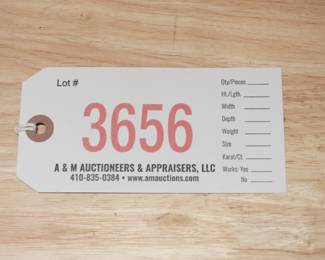 Lot #
3656
A & M AUCTIONEERS & APPRAISERS, LLC
410-835-0384 • www.amauctions.com
Qty/Pieces
Ht./Lgth.
Width
Depth
Weight
Size
Karat/Ct.
Works: Yes
No